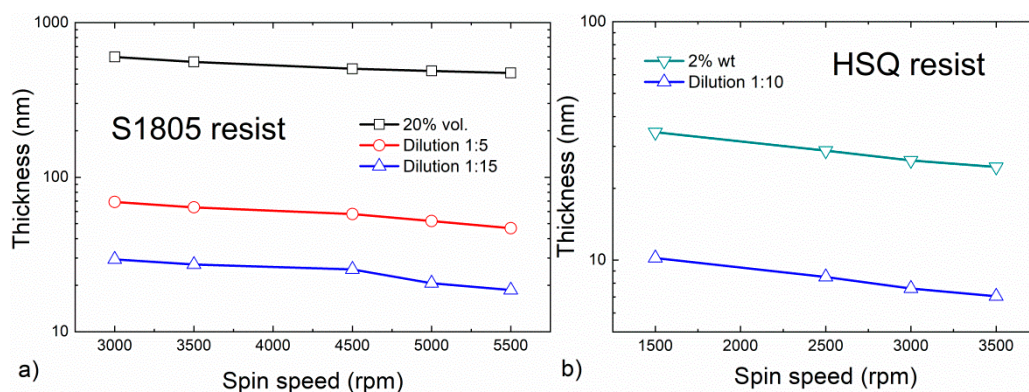 1000
100
10
Thickness (nm)
S1805 resist
20% vol.
Dilution 1:5
Dilution 1:15
3000 3500 4000 4500 5000 5500
a)
Spin speed (rpm)
100
10
Thickness (nm)
2% wt
Dilution 1:10
HSQ resist
1500 2000 2500 3000 3500
b)
Spin speed (rpm)